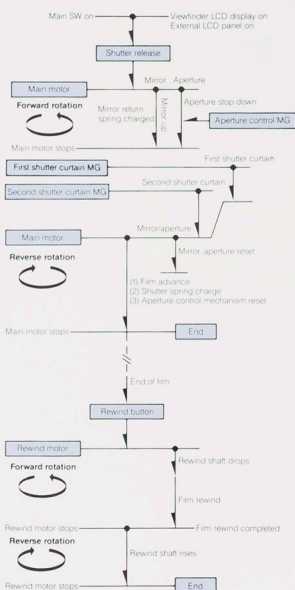 Main SW on
Viewfinder LCD display on
External LCD panel on
Shutter release
Main motor
Mirror
Aperture
Forward rotation
Mirror-return
spring charged
Mirror up
Aperture stop-down
Aperture control MG
Main motor stops
First shutter curtain
First shutter curtain MG
Second shutter curtain
Second shutter curtain MG
Mirror/aperture
Main motor
Mirror-aperture reset
Reverse rotation
(1) Film advance
(2) Shutter spring charge
(3) Aperture control mechanism reset
Main motor stops
End
End of film
Rewind button
Rewind motor
Rewind shaft drops
Forward rotation
Film rewind
Rewind motor stops
Film rewind completed
Reverse rotation
Rewind shaft rises
Rewind motor stops
End